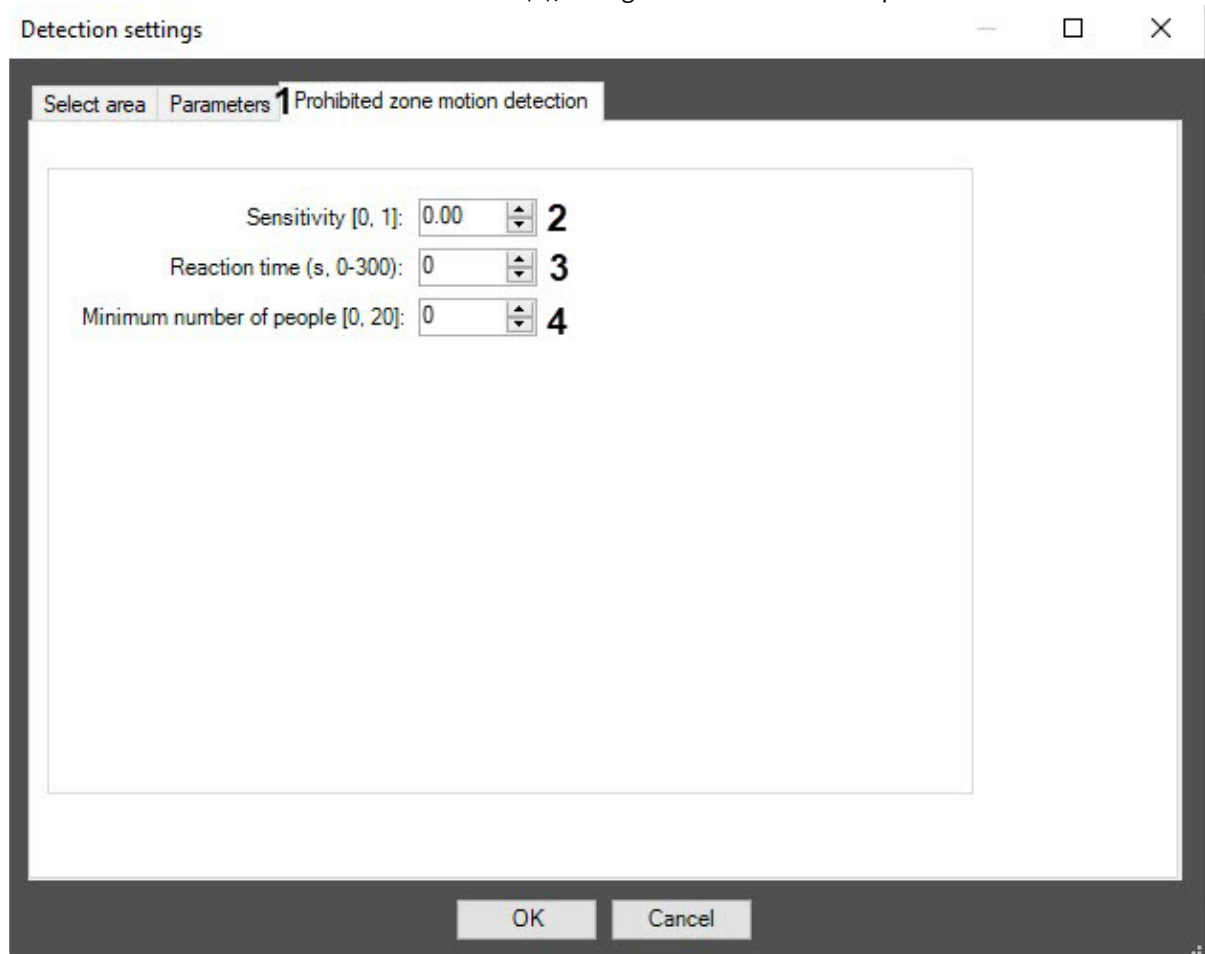 Detection settings
Select area Parameters 1 Prohibited zone motion detection
Sensitivity [0, 1]: 0.00 2
Reaction time (s, 0-300): 0 3
Minimum number of people [0, 20]: 0 4
OK Cancel